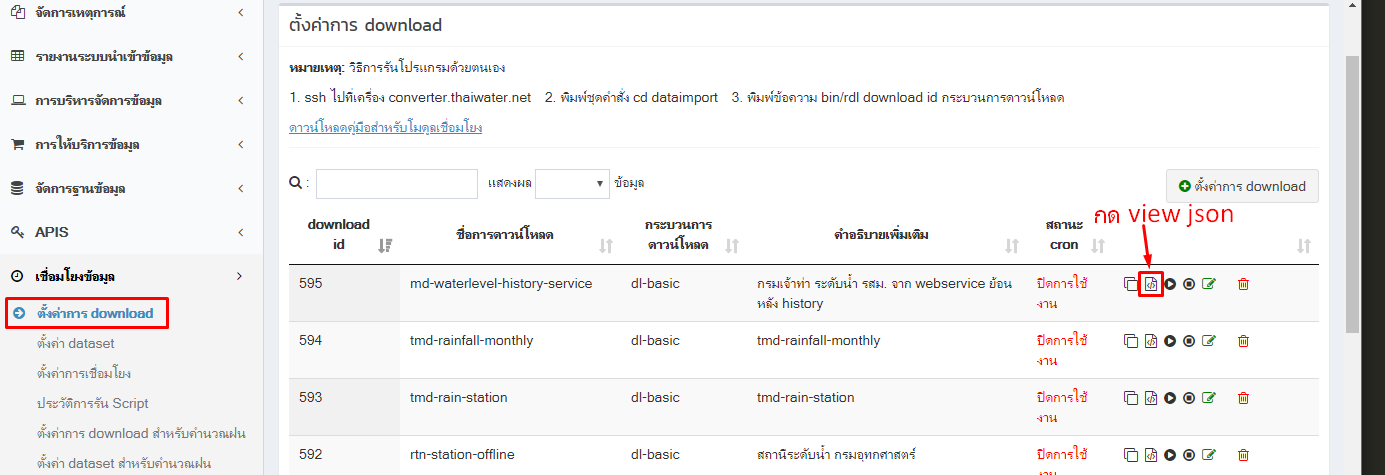 จัดการเหตุการณ์
รายงานระบบนำเข้าข้อมูล
การบริหารจัดการข้อมูล
การให้บริการข้อมูล
จัดการฐานข้อมูล
APIS
เชื่อมโยงข้อมูล
ตั้งค่าการ download
ตั้งค่า dataset
ตั้งค่าการเชื่อมโยง
ประวัติการรัน Script
ตั้งค่าการ download สำหรับคำนวณฝน
ตั้งค่า dataset สำหรับคำนวณฝน
ตั้งค่าการ download
หมายเหตุ: วิธีการรันโปรแกรมด้วยตนเอง
1. ssh ไปที่เครื่อง converter.thaiwater.net 2. พิมพ์ชุดคำสั่ง cd dataimport 3. พิมพ์ข้อความ bin/rdl download id กระบวนการดาวน์โหลด
ดาวน์โหลดคู่มือสำหรับโมดูลเชื่อมโยง
: แสดงผล ข้อมูล
ตั้งค่าการ download
กด view json
download id ชื่อการดาวน์โหลด กระบวนการดาวน์โหลด คำอธิบายเพิ่มเติม สถานะ cron
595 md-waterlevel-history-service dl-basic กรมเจ้าท่า ระดับน้ำ รสม. จาก webservice ย้อนหลัง history ปิดการใช้งาน
594 tmd-rainfall-monthly dl-basic tmd-rainfall-monthly ปิดการใช้งาน
593 tmd-rain-station dl-basic tmd-rain-station ปิดการใช้งาน
592 rtn-station-offline dl-basic สถานีระดับน้ำ กรมอุทกศาสตร์ ปิดการใช้